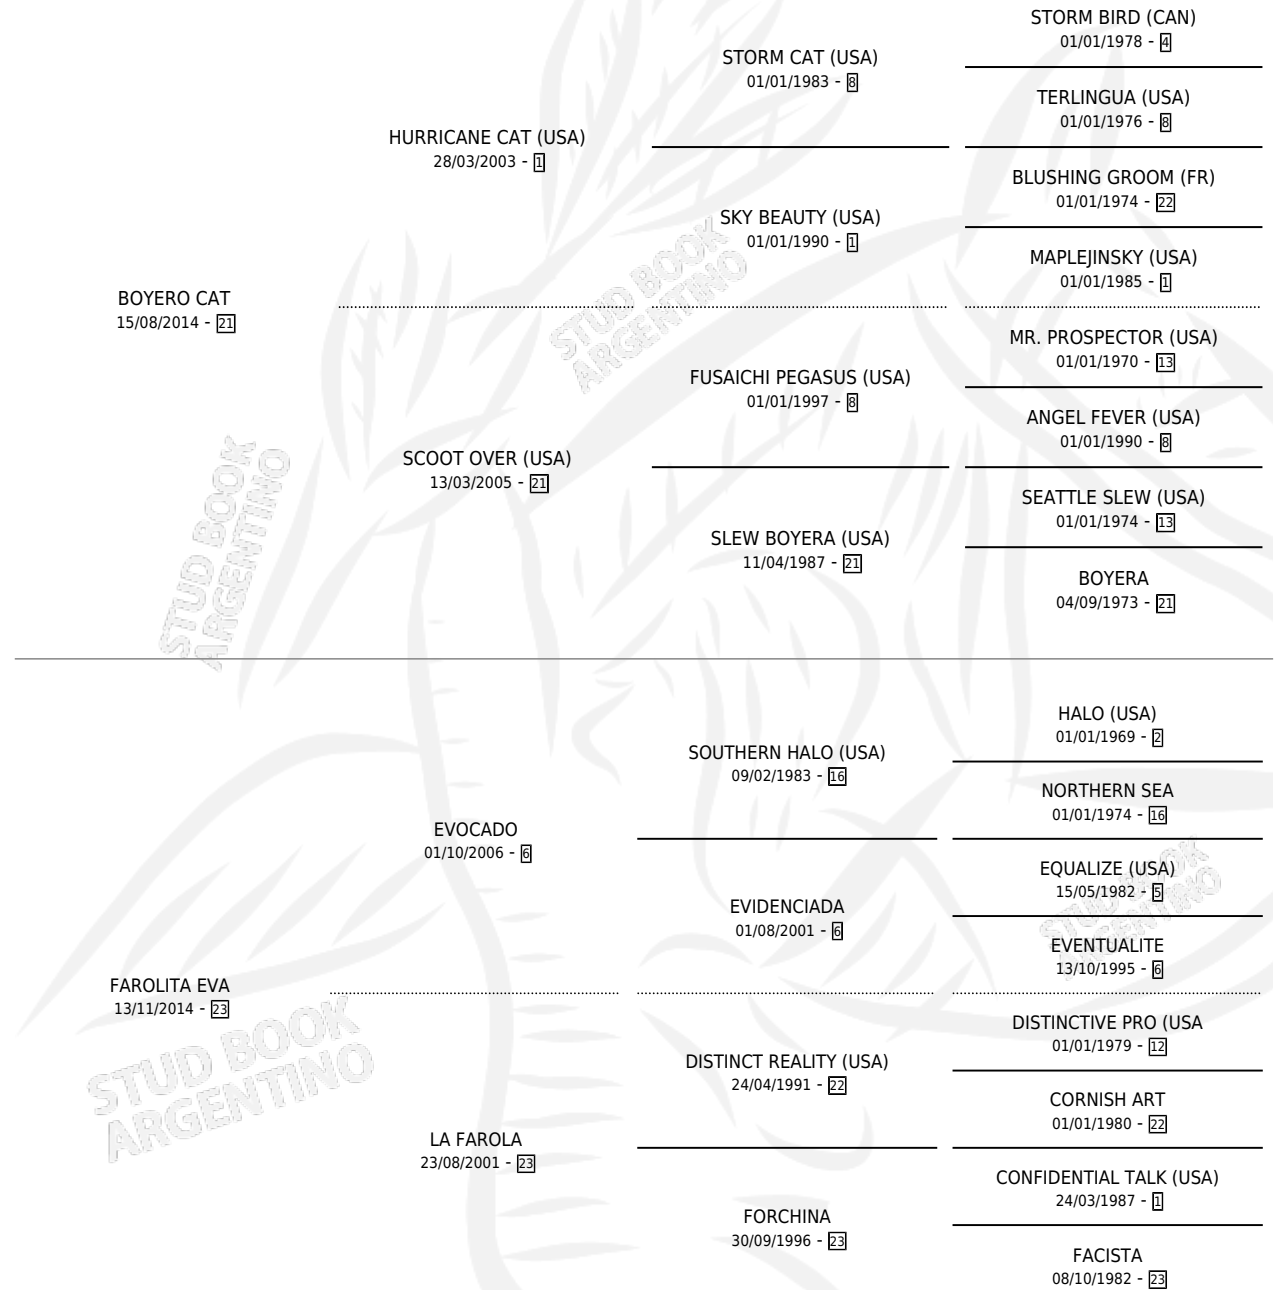 STORM BIRD (CAN)
01/01/1978 - 4
STORM CAT (USA)
01/01/1983 - 8
TERLINGUA (USA)
01/01/1976 - 8
HURRICANE CAT (USA)
28/03/2003 - 1
BLUSHING GROOM (FR)
01/01/1974 - 22
SKY BEAUTY (USA)
01/01/1990 - 1
MAPLEJINSKY (USA)
01/01/1985 - 1
BOYERO CAT
15/08/2014 - 21
MR. PROSPECTOR (USA)
01/01/1970 - 13
FUSAICHI PEGASUS (USA)
01/01/1997 - 8
ANGEL FEVER (USA)
01/01/1990 - 8
SCOOT OVER (USA)
13/03/2005 - 21
SEATTLE SLEW (USA)
01/01/1974 - 13
SLEW BOYERA (USA)
11/04/1987 - 21
BOYERA
04/09/1973 - 21
HALO (USA)
01/01/1969 - 2
SOUTHERN HALO (USA)
09/02/1983 - 16
NORTHERN SEA
01/01/1974 - 16
EVOCADO
01/10/2006 - 6
EQUALIZE (USA)
15/05/1982 - 5
EVIDENCIADA
01/08/2001 - 6
EVENTUALITE
13/10/1995 - 6
FAROLITA EVA
13/11/2014 - 23
DISTINCTIVE PRO (USA
01/01/1979 - 12
DISTINCT REALITY (USA)
24/04/1991 - 22
CORNISH ART
01/01/1980 - 22
LA FAROLA
23/08/2001 - 23
CONFIDENTIAL TALK (USA)
24/03/1987 - 1
FORCHINA
30/09/1996 - 23
FACISTA
08/10/1982 - 23
STUD BOOK
ARGENTINO
STUD BOOK
ARGENTINO
STUD BOOK
ARGENTINO
STUD BOOK
ARGENTINO